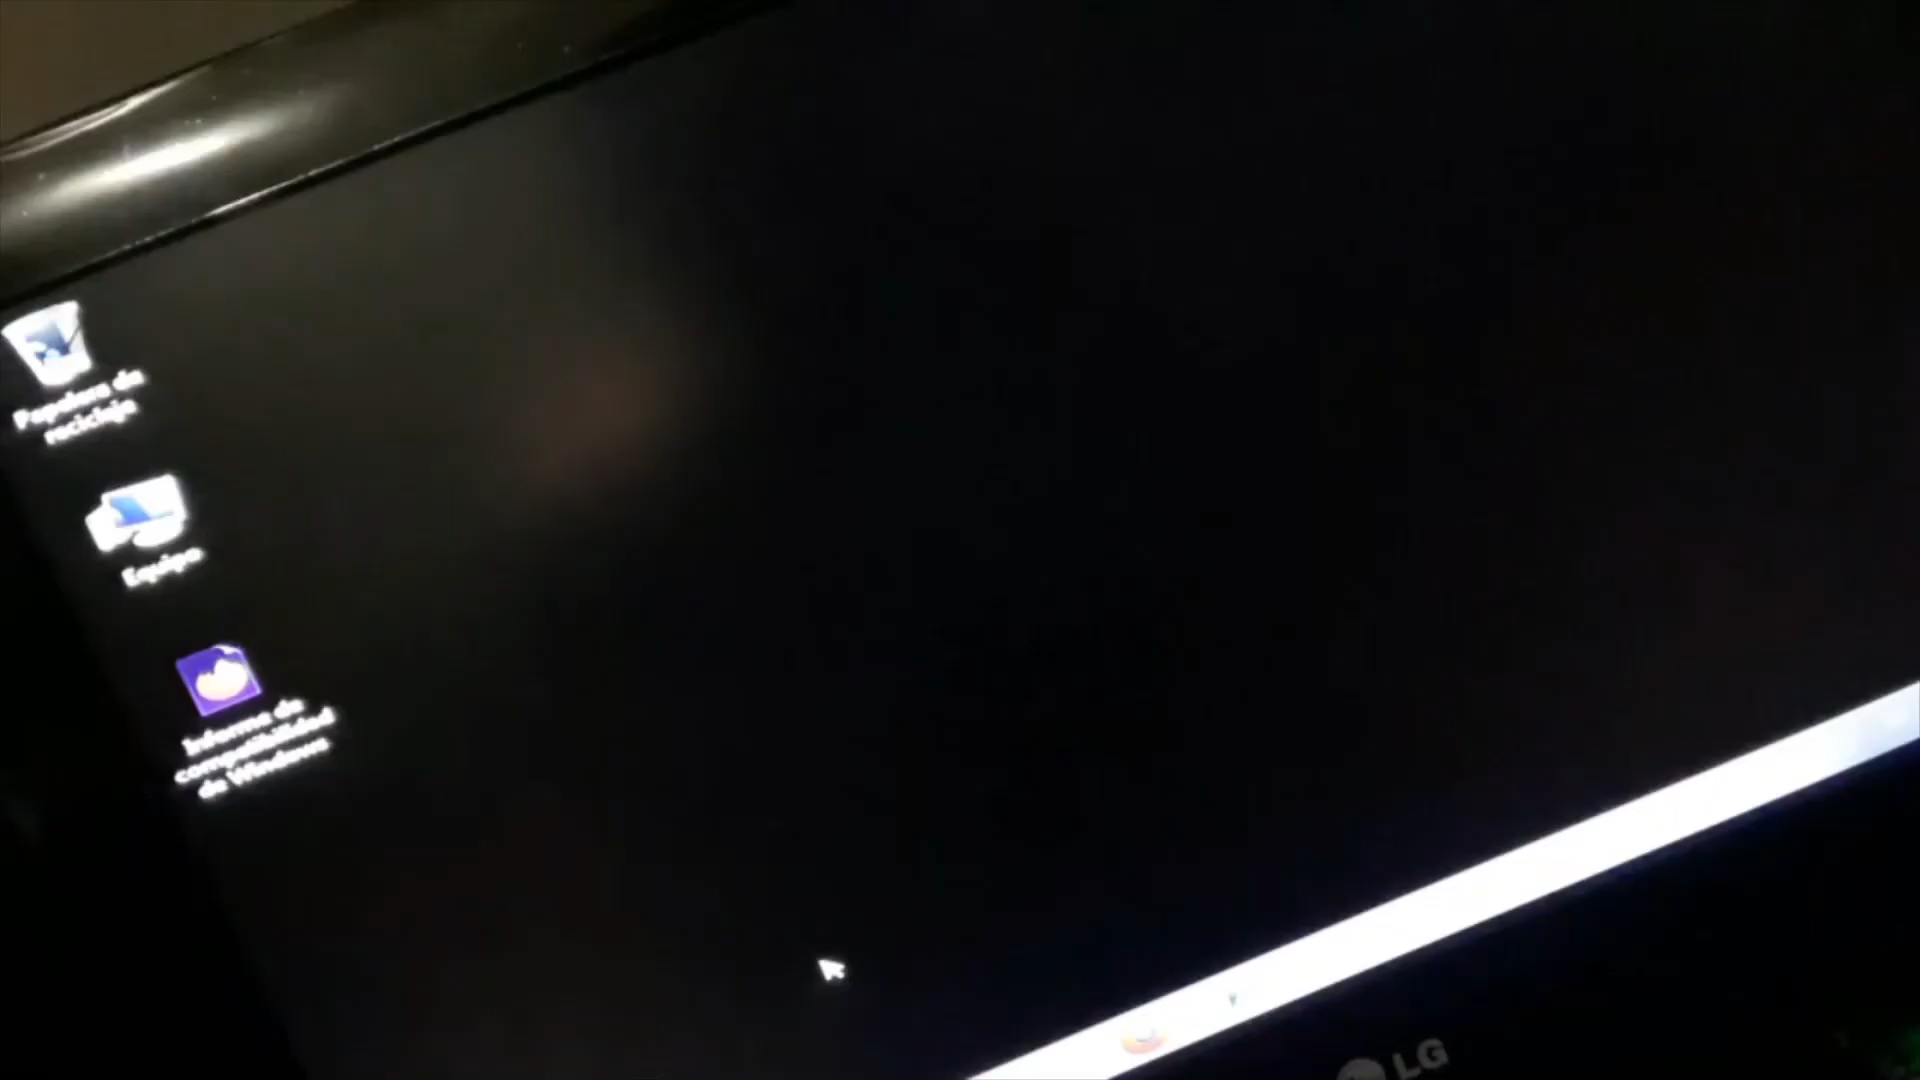 Papelera de
reciclaje
Equipo
Informe de
compatibilidad
de Windows
LG